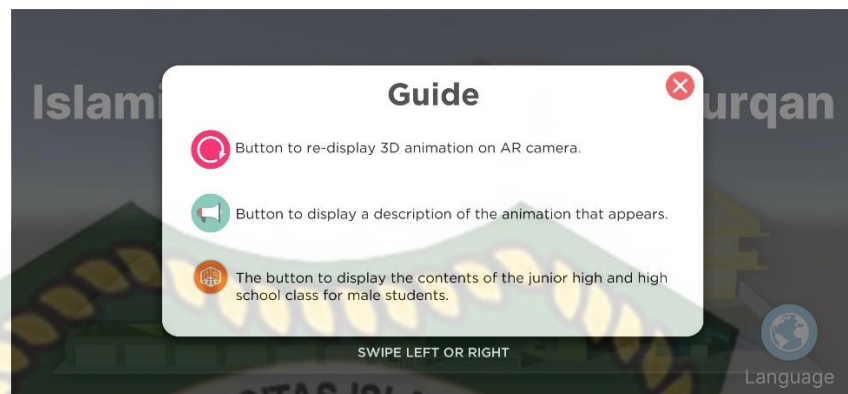 Guide
Islami
urqan
Button to re-display 3D animation on AR camera.
Button to display a description of the animation that appears.
The button to display the contents of the junior high and high
school class for male students.
SWIPE LEFT OR RIGHT
Language